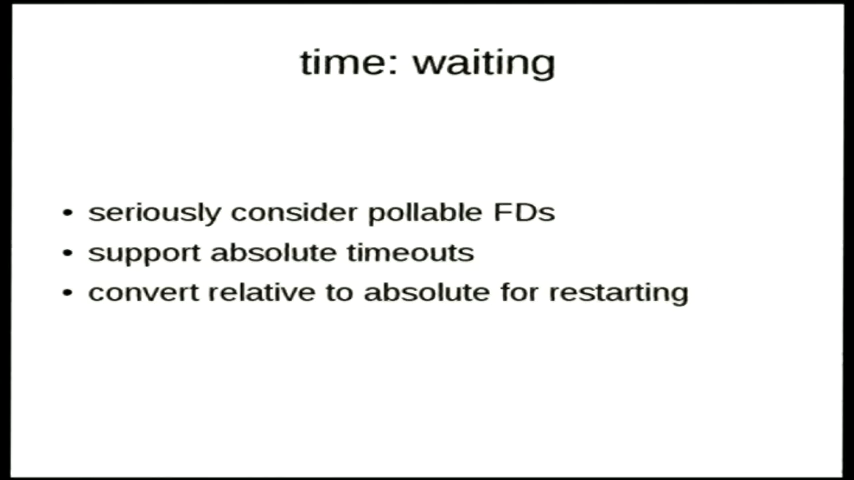 time: waiting
• seriously consider pollable FDs
• support absolute timeouts
• convert relative to absolute for restarting